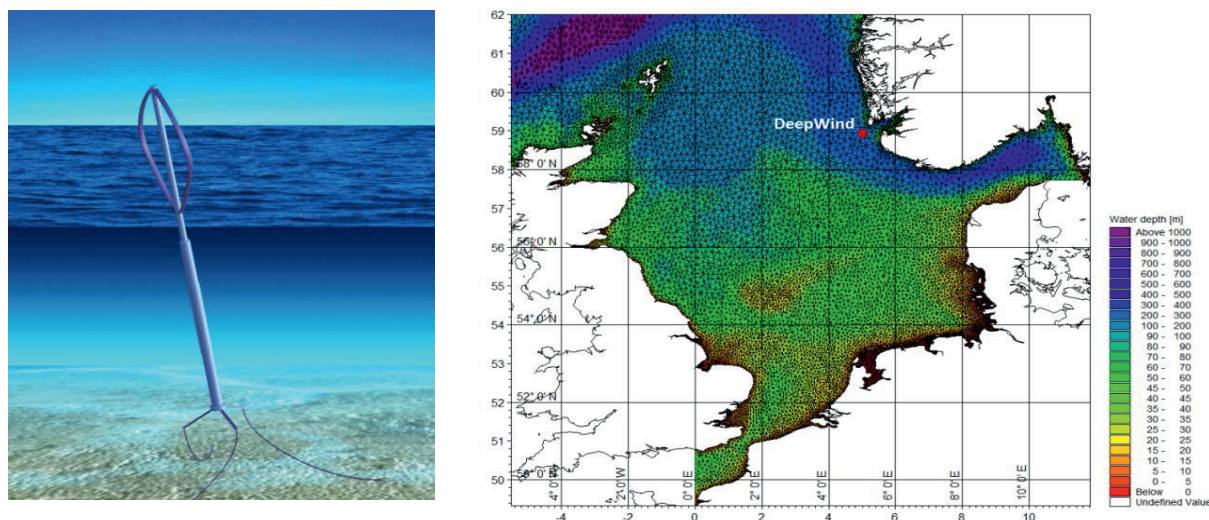 62
61
60
59
58
57
56
55
54
53
52
51
50
58° 0' N
56° 0' N
54° 0' N
52° 0' N
50° 0' N
DeepWind
4° 0'W
2° 0'W
0° 0'E
2° 0'E
4° 0'E
6° 0'E
8° 0'E
10° 0'E
-4
-2
0
2
4
6
8
10
Water depth [m]
Above 1000
900 - 1000
800 - 900
700 - 800
600 - 700
500 - 600
400 - 500
300 - 400
200 - 300
100 - 200
90 - 100
80 - 90
70 - 80
60 - 70
50 - 60
45 - 50
40 - 45
35 - 40
30 - 35
25 - 30
20 - 25
15 - 20
10 - 15
5 - 10
0 - 5
Below 0
Undefined Value